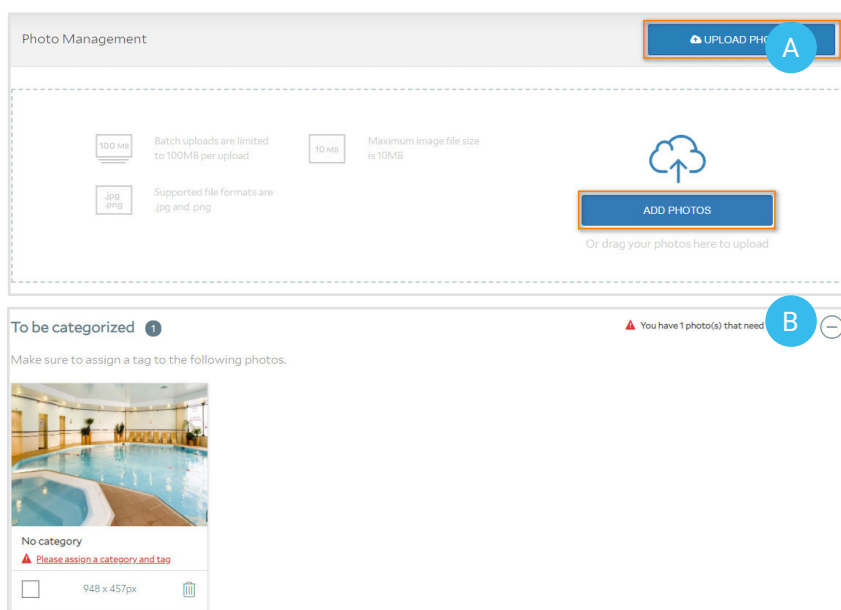 Photo Management
UPLOAD
A
100 MB
Batch uploads are limited
to 100MB per upload
10 MB
Maximum image file size
is 10MB
.jpg
.png
Supported file formats are
.jpg and .png
ADD PHOTOS
Or drag your photos here to upload
To be categorized 1
You have 1 photo(s) that need
B
Make sure to assign a tag to the following photos.
No category
Please assign a category and tag
948 x 457px